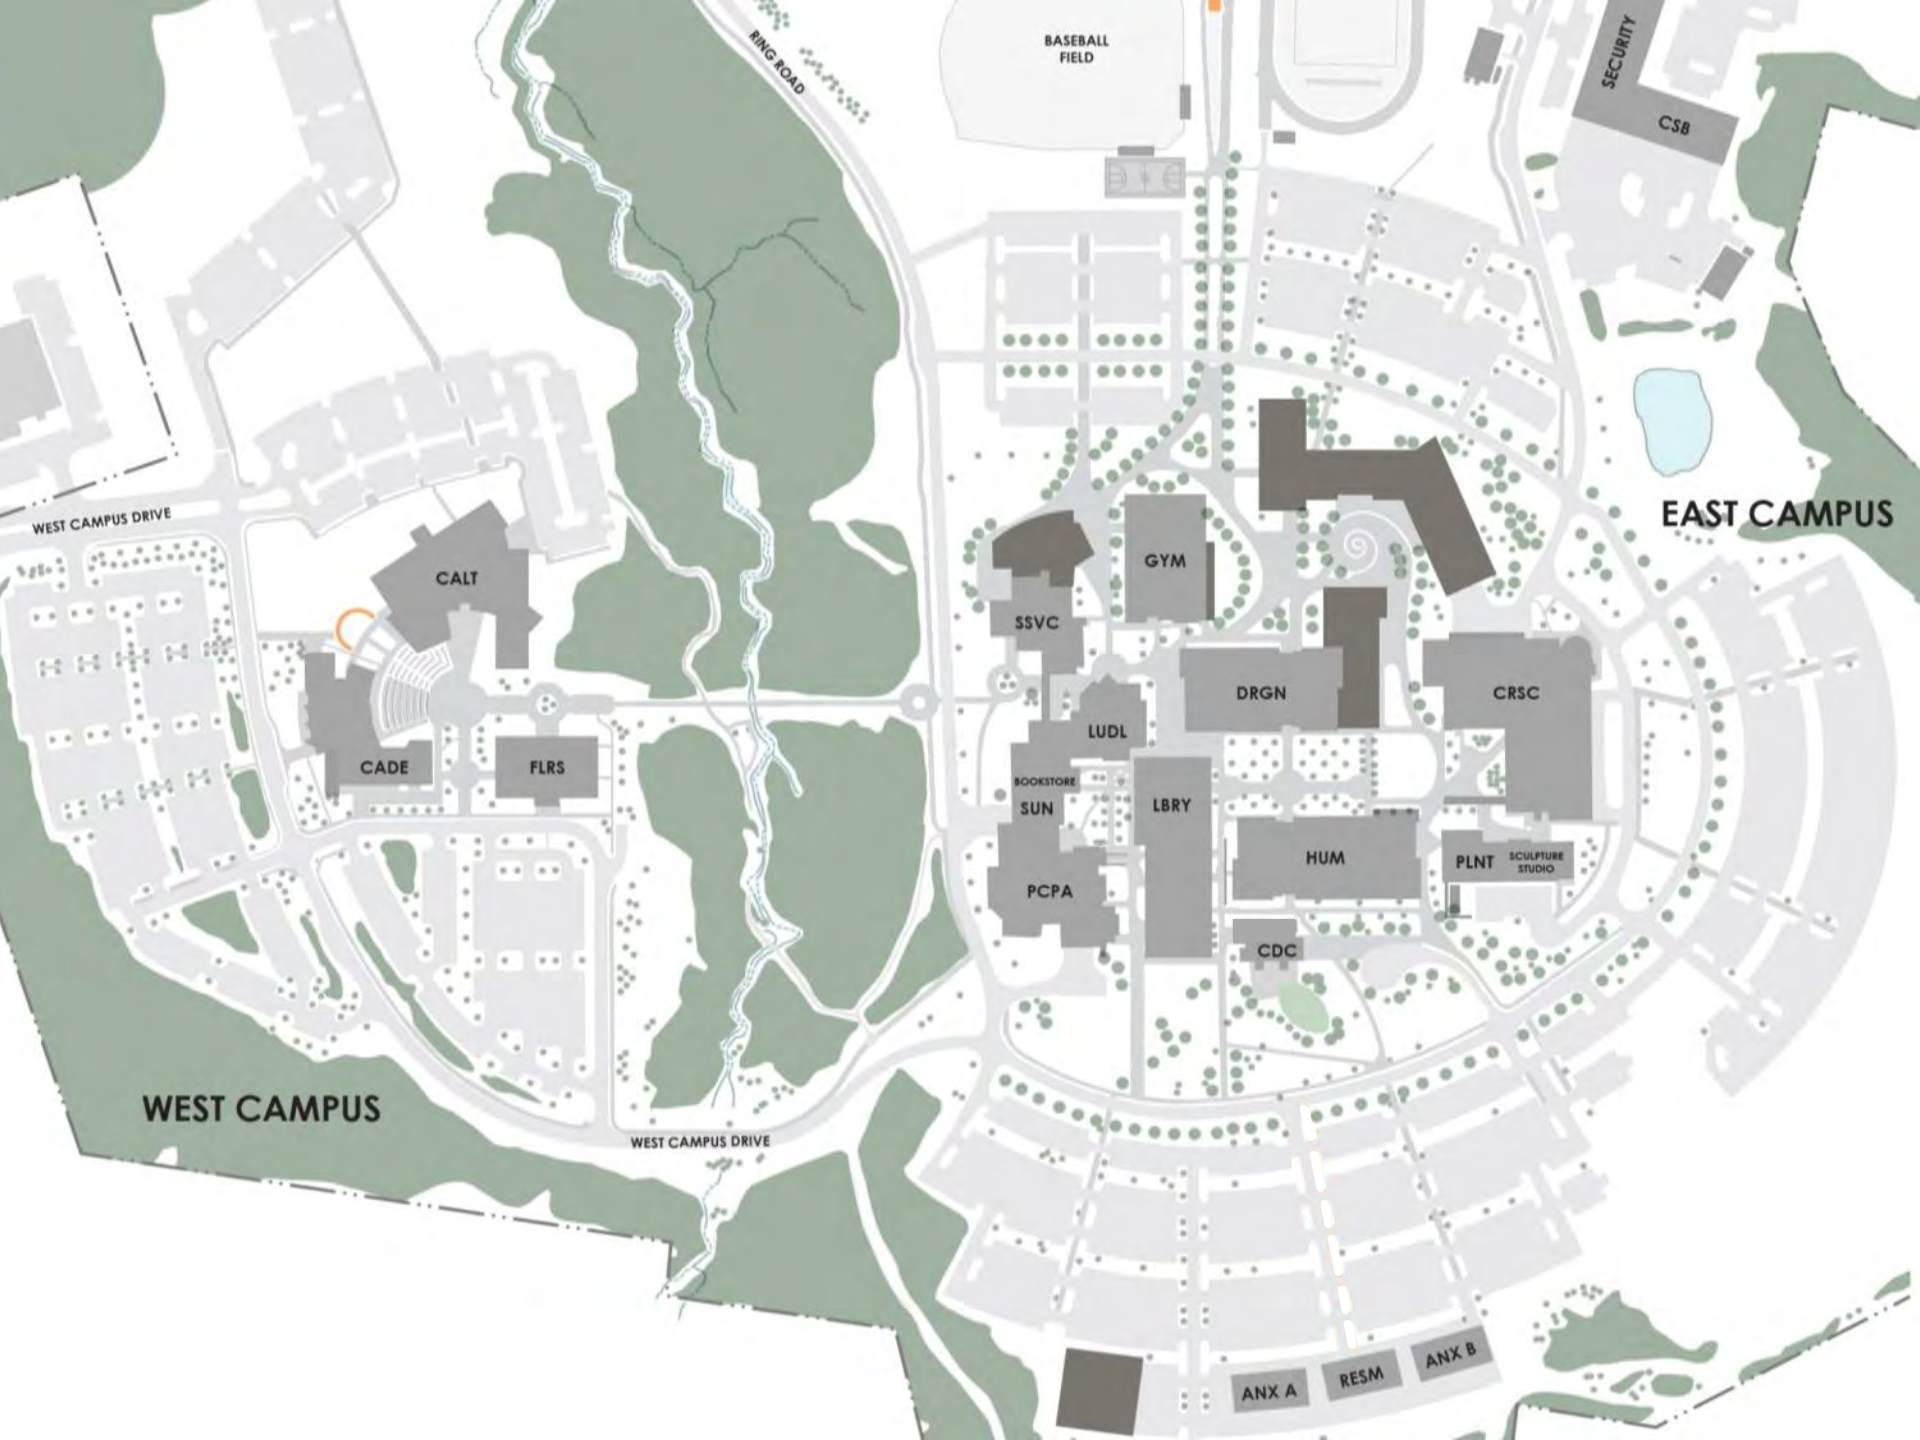 BASEBALL
FIELD
RING ROAD
SECURITY
CSB
EAST CAMPUS
WEST CAMPUS DRIVE
CALT
GYM
SSVC
DRGN
CRSC
LUDL
CADE
FLRS
BOOKSTORE
SUN
LBRY
HUM
PLNT
SCULPTURE
STUDIO
PCPA
CDC
WEST CAMPUS
WEST CAMPUS DRIVE
ANX A
RESM
ANX B